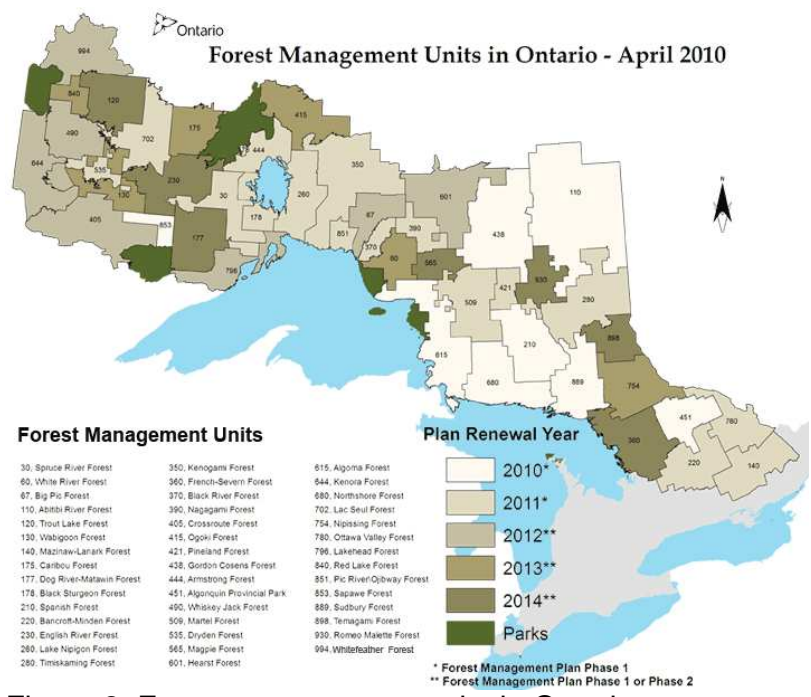 Ontario
Forest Management Units in Ontario - April 2010
994
840
120
490
702
175
415
444
644
535
130
230
405
853
177
30
178
260
350
796
851
67
370
390
601
60
565
438
110
421
930
509
280
210
615
680
889
898
754
360
451
780
220
140
N
Forest Management Units
30, Spruce River Forest
60, White River Forest
67, Big Pic Forest
110, Abitibi River Forest
120, Trout Lake Forest
130, Wabigoon Forest
140, Mazinaw-Lanark Forest
175, Caribou Forest
177, Dog River-Matawin Forest
178, Black Sturgeon Forest
210, Spanish Forest
220, Bancroft-Minden Forest
230, English River Forest
260, Lake Nipigon Forest
280, Timiskaming Forest
350, Kenogami Forest
360, French-Severn Forest
370, Black River Forest
390, Nagagami Forest
405, Crossroute Forest
415, Ogoki Forest
421, Pineland Forest
438, Gordon Cosens Forest
444, Armstrong Forest
451, Algonquin Provincial Park
490, Whiskey Jack Forest
509, Martel Forest
535, Dryden Forest
565, Magpie Forest
601, Hearst Forest
615, Algoma Forest
644, Kenora Forest
680, Northshore Forest
702, Lac Seul Forest
754, Nipissing Forest
780, Ottawa Valley Forest
796, Lakehead Forest
840, Red Lake Forest
851, Pic River/Ojibway Forest
853, Sapawe Forest
889, Sudbury Forest
898, Temagami Forest
930, Romeo Malette Forest
994, Whitefeather Forest
Plan Renewal Year
2010*
2011*
2012**
2013**
2014**
Parks
* Forest Management Plan Phase 1
** Forest Management Plan Phase 1 or Phase 2